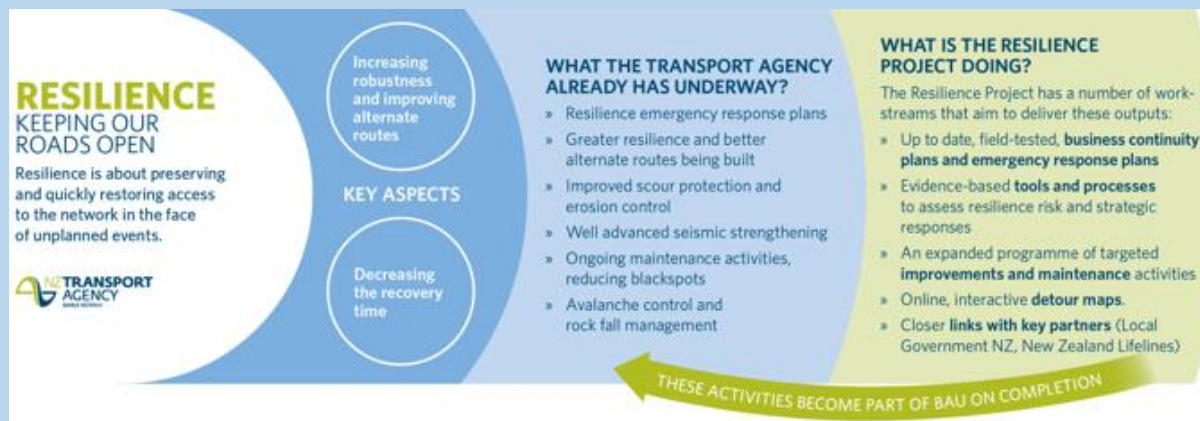 RESILIENCE
KEEPING OUR
ROADS OPEN
Resilience is about preserving
and quickly restoring access
to the network in the face
of unplanned events.
NZTRANSPORT
AGENCY
Increasing
robustness
and improving
alternate
routes
KEY ASPECTS
Decreasing
the recovery
time
WHAT THE TRANSPORT AGENCY
ALREADY HAS UNDERWAY?
» Resilience emergency response plans
» Greater resilience and better
alternate routes being built
» Improved scour protection and
erosion control
» Well advanced seismic strengthening
» Ongoing maintenance activities,
reducing blackspots
» Avalanche control and
rock fall management
WHAT IS THE RESILIENCE
PROJECT DOING?
The Resilience Project has a number of work-
streams that aim to deliver these outputs:
» Up to date, field-tested, business continuity
plans and emergency response plans
» Evidence-based tools and processes
to assess resilience risk and strategic
responses
» An expanded programme of targeted
improvements and maintenance activities
» Online, interactive detour maps.
» Closer links with key partners (Local
Government NZ, New Zealand Lifelines)
THESE ACTIVITIES BECOME PART OF BAU ON COMPLETION